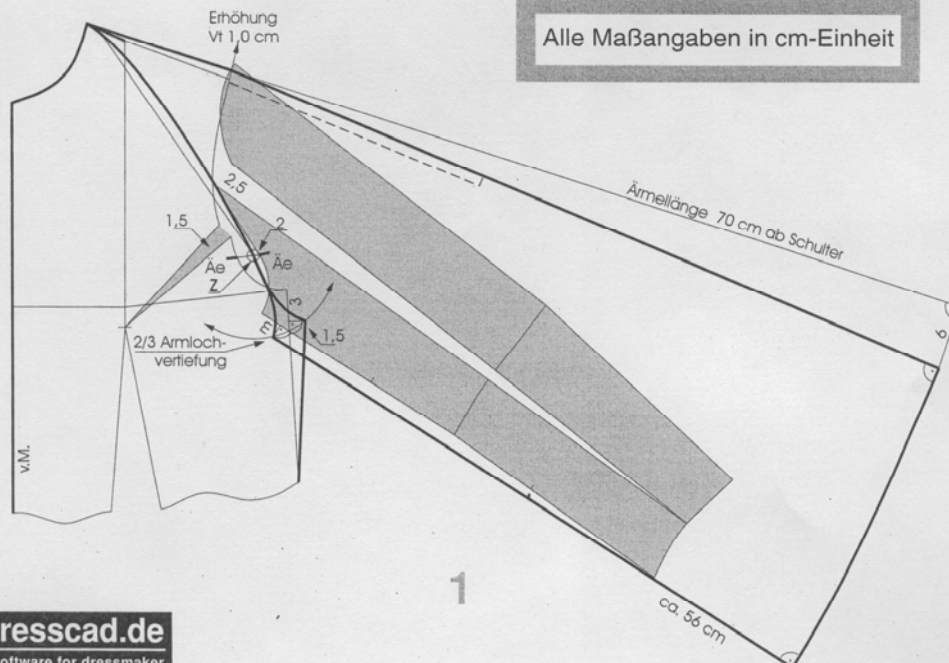 Erhöhung
Vt 1,0 cm
Alle Maßangaben in cm-Einheit
2,5
Ärmellänge 70 cm ab Schulter
1,5
2
Äe
Äe
Z
3
6
m
1,5
2/3 Armloch-
vertiefung
v.M.
1
ca. 56 cm
resscad.de
oftware for dressmaker